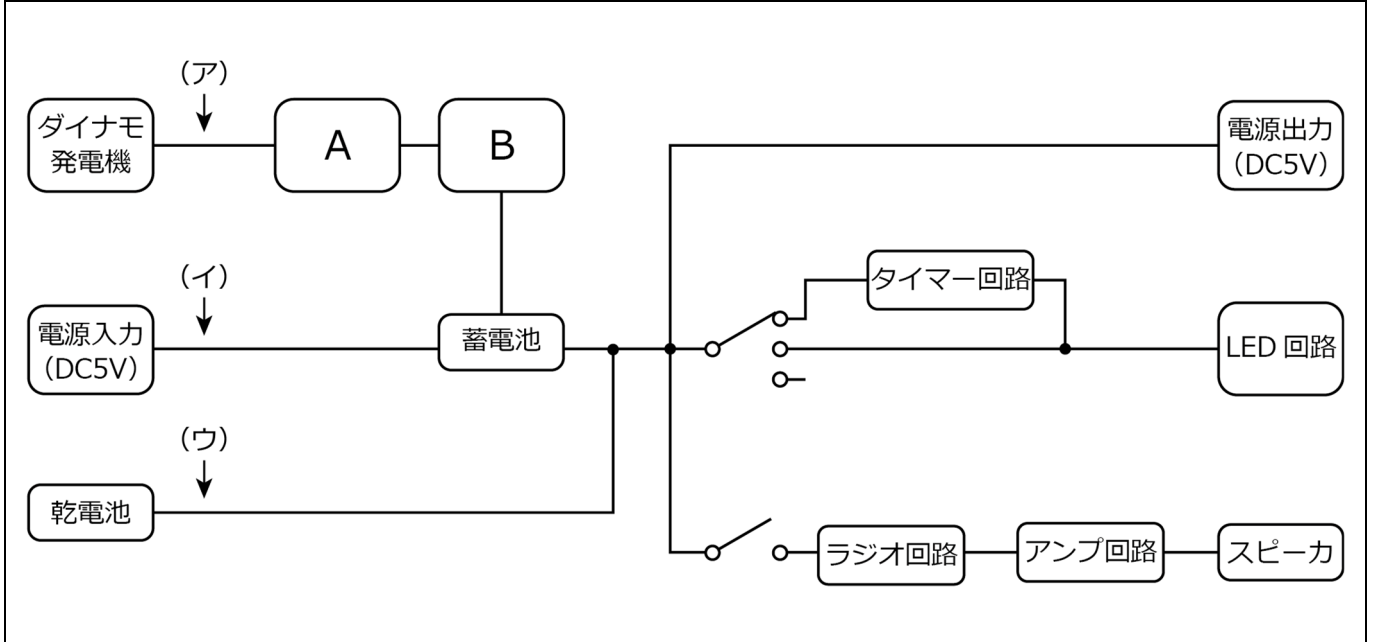 (ア)
ダイナモ
発電機
A
B
電源出力
(DC5V)
(イ)
タイマー回路
電源入力
(DC5V)
蓄電池
LED 回路
(ウ)
乾電池
ラジオ回路
アンプ回路
スピーカ